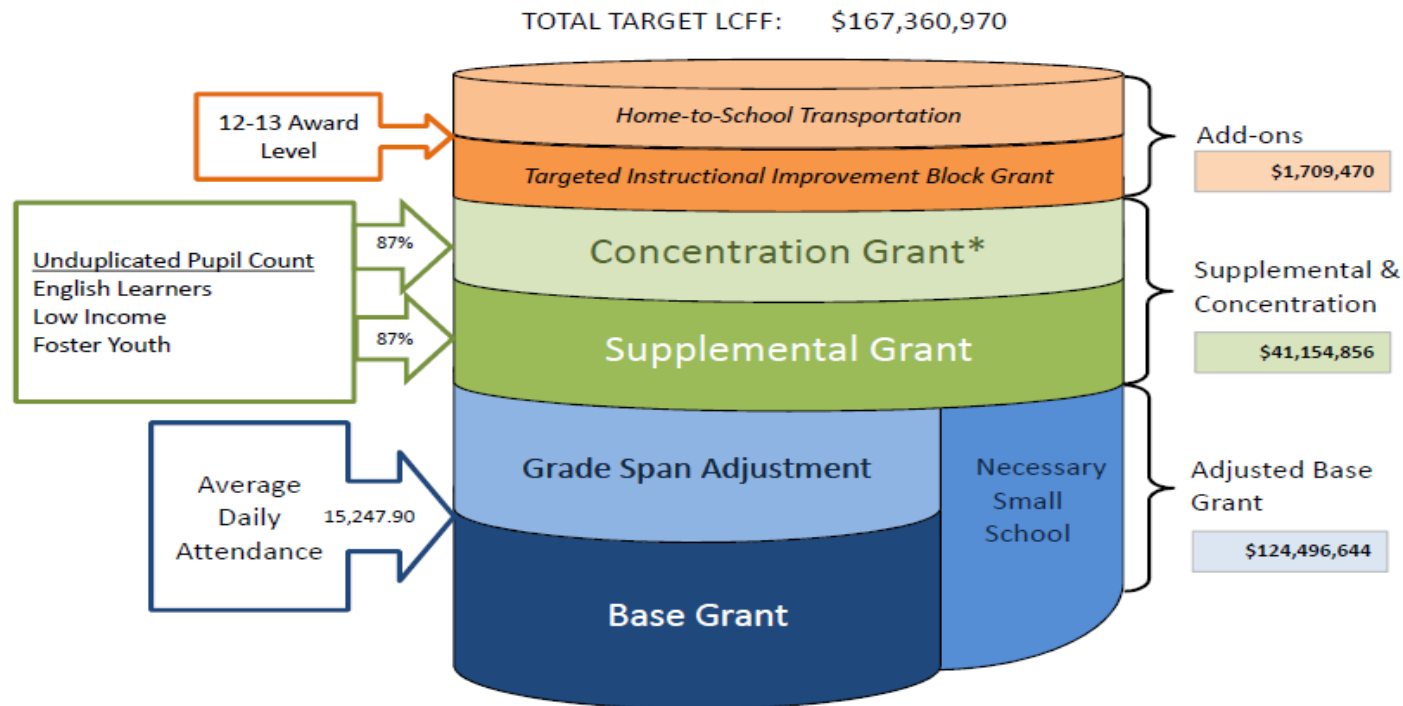 TOTAL TARGET LCFF: $167,360,970
12-13 Award
Level
Home-to-School Transportation
Targeted Instructional Improvement Block Grant
Add-ons
$1,709,470
Unduplicated Pupil Count
English Learners
Low Income
Foster Youth
87%
87%
Concentration Grant*
Supplemental Grant
Supplemental &
Concentration
$41,154,856
Average
Daily
Attendance
15,247.90
Grade Span Adjustment
Base Grant
Necessary
Small
School
Adjusted Base
Grant
$124,496,644